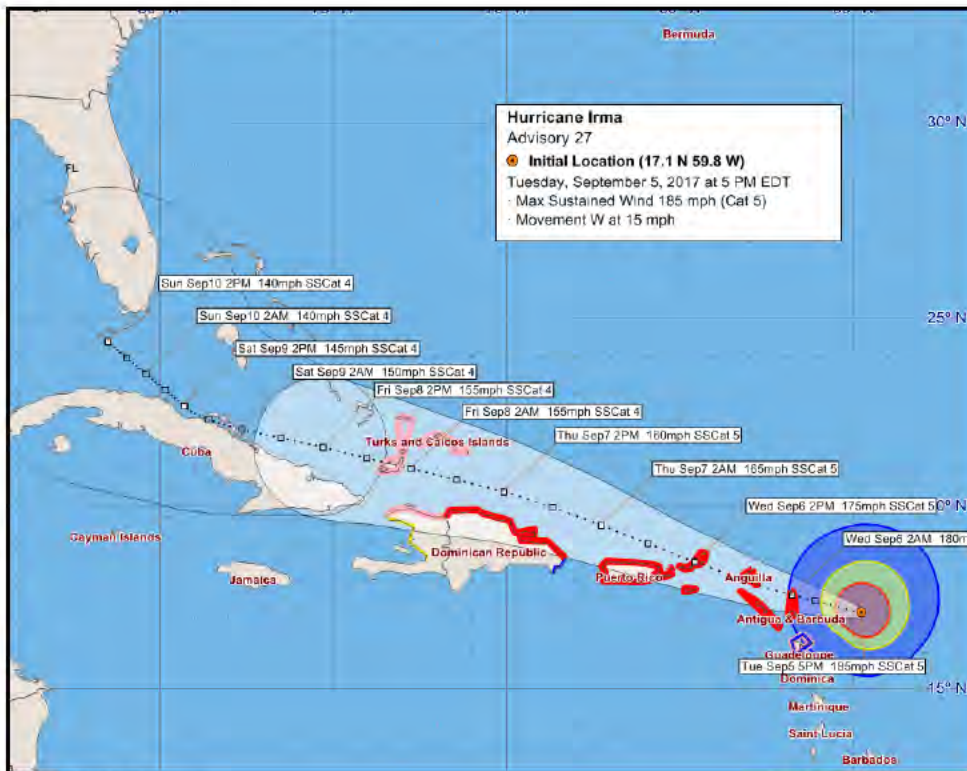 Bermuda
Hurricane Irma
Advisory 27
Initial Location (17.1 N 59.8 W)
Tuesday, September 5, 2017 at 5 PM EDT
· Max Sustained Wind 185 mph (Cat 5)
· Movement W at 15 mph
30° N
FL
Sun Sep10 2PM 140mph SSCat 4
Sun Sep10 2AM 140mph SSCat 4
25° N
Sat Sep9 2PM 145mph SSCat 4
Sat Sep9 2AM 150mph SSCat 4
Fri Sep8 2PM 155mph SSCat 4
Fri Sep8 2AM 155mph SSCat 4
Thu Sep7 2PM 160mph SSCat 5
Turks and Caicos Islands
Cuba
Thu Sep7 2AM 165mph SSCat 5
Wed Sep6 2PM 175mph SSCat 5
0° N
Wed Sep6 2AM 180m
Cayman Islands
Dominican Republic
Jamaica
Puerto Rico
Anguilla
Antigua & Barbuda
Guadeloupe
Tue Sep5 5PM 185mph SSCat 5
Dominica
15° N
Martinique
Saint Lucia
Barbados